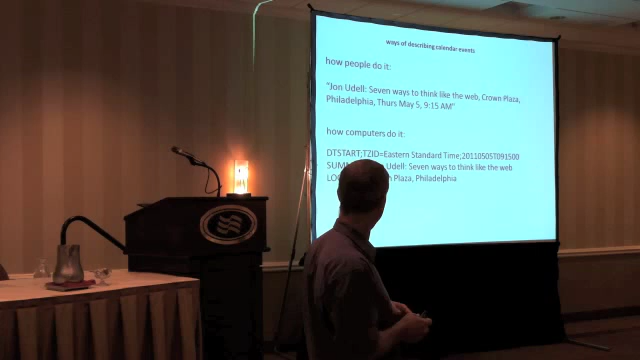 ways of describing calendar events
how people do it:
"Jon Udell: Seven ways to think like the web, Crown Plaza,
Philadelphia, Thurs May 5, 9:15 AM"
how computers do it:
DTSTART;TZID=Eastern Standard Time;20110505T091500
Udell: Seven ways to think like the web
Plaza, Philadelphia